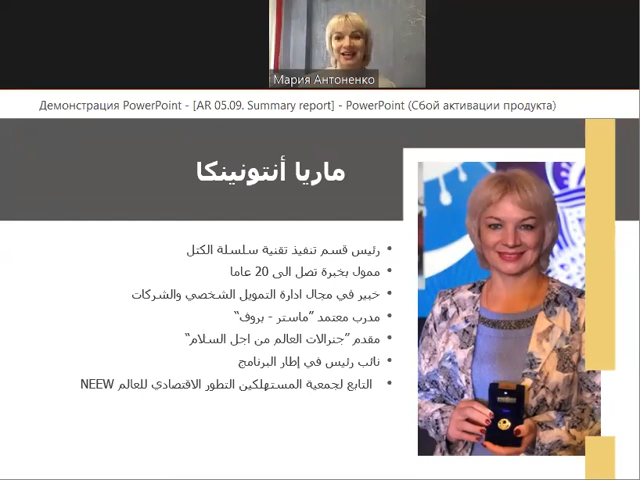 Мария Антоненко
Демонстрация PowerPoint - [AR 05.09. Summary report] - PowerPoint (Сбой активации продукта)
ماريا أنتونينكا
رئيس قسم تنفيذ تقنية سلسلة الكتل
ممول بخبرة تصل الى 20 عاما
خبير في مجال ادارة التمويل الشخصي والشركات
مدرب معتمد ”ماستر - بروف“
مقدم ”جنرالات العالم من اجل السلام“
نائب رئيس في إطار البرنامج
التابع لجمعية المستهلكين التطور الاقتصادي للعالم NEEW